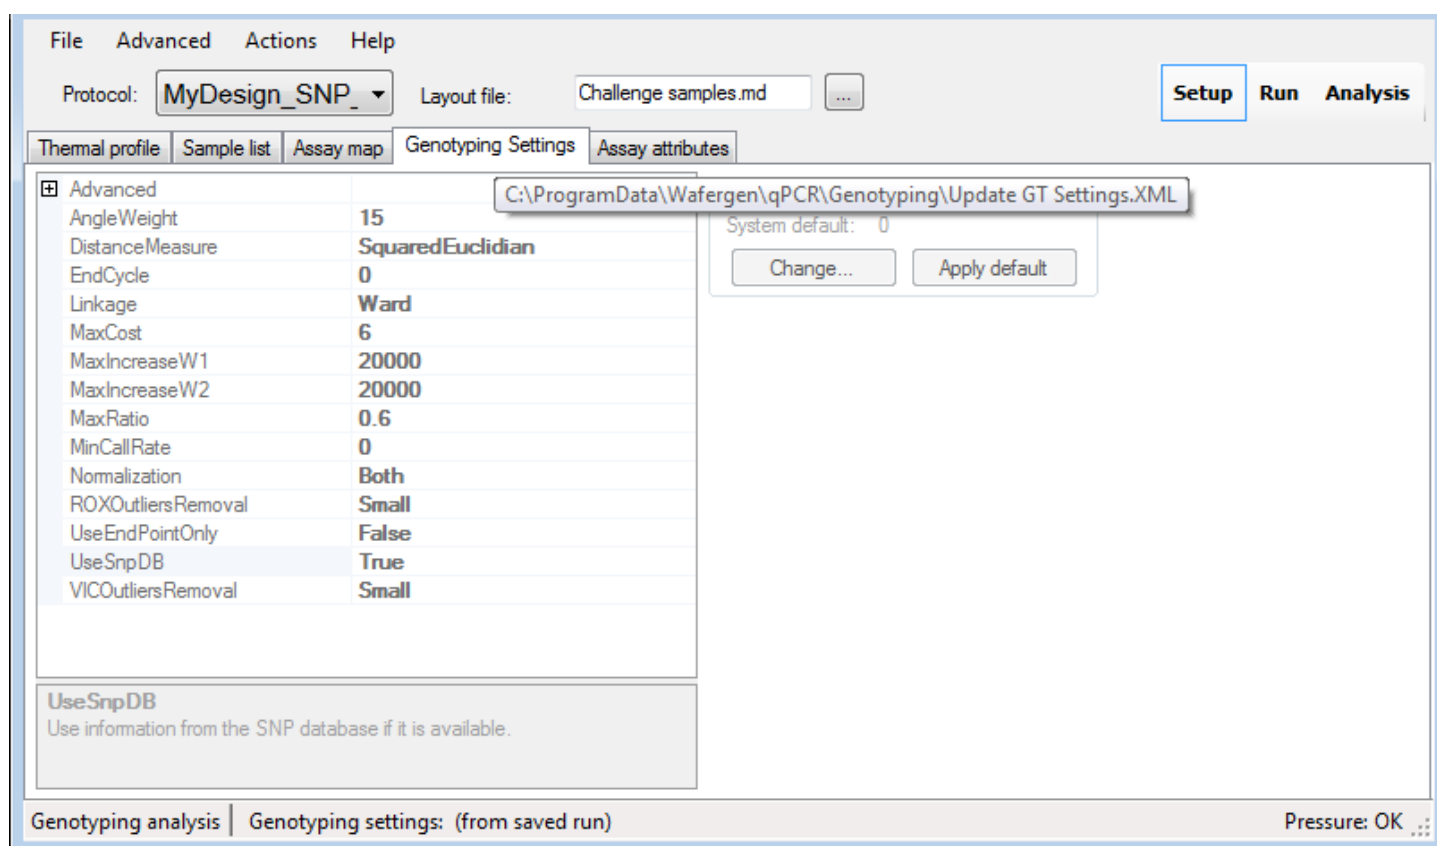 File Advanced Actions Help
Protocol: MyDesign_SNP_ Layout file: Challenge samples.md ... Setup Run Analysis
Thermal profile Sample list Assay map Genotyping Settings Assay attributes
Advanced
C:\ProgramData\Wafergen\qPCR\Genotyping\Update GT Settings.XML
AngleWeight 15
System default: 0
DistanceMeasure SquaredEuclidian
Change... Apply default
EndCycle 0
Linkage Ward
MaxCost 6
MaxIncreaseW1 20000
MaxIncreaseW2 20000
MaxRatio 0.6
MinCallRate 0
Normalization Both
ROXOutliersRemoval Small
UseEndPointOnly False
UseSnpDB True
VICOutliersRemoval Small
UseSnpDB
Use information from the SNP database if it is available.
Genotyping analysis Genotyping settings: (from saved run) Pressure: OK